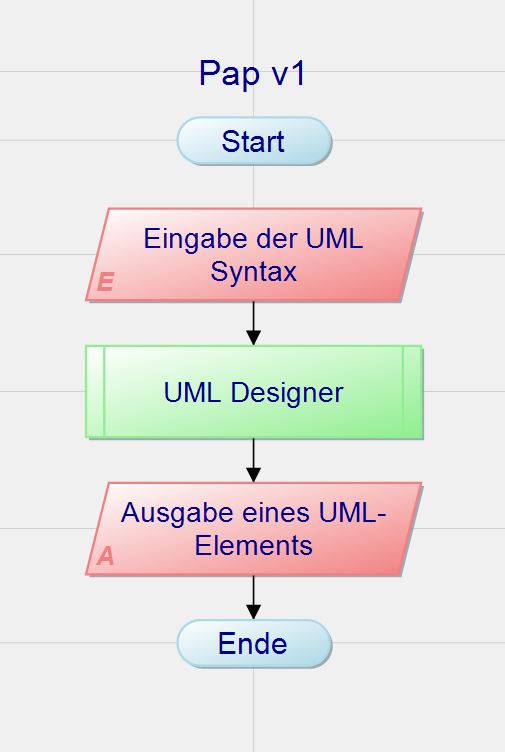 Pap v1
Start
Eingabe der UML
Syntax
E
UML Designer
Ausgabe eines UML-
Elements
A
Ende